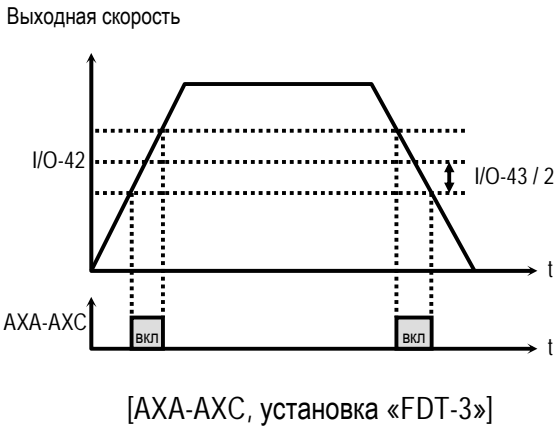 Выходная скорость
I/O-42
I/O-43 / 2
t
AXA-AXC
вкл
вкл
t
[AXA-AXC, установка «FDT-3»]